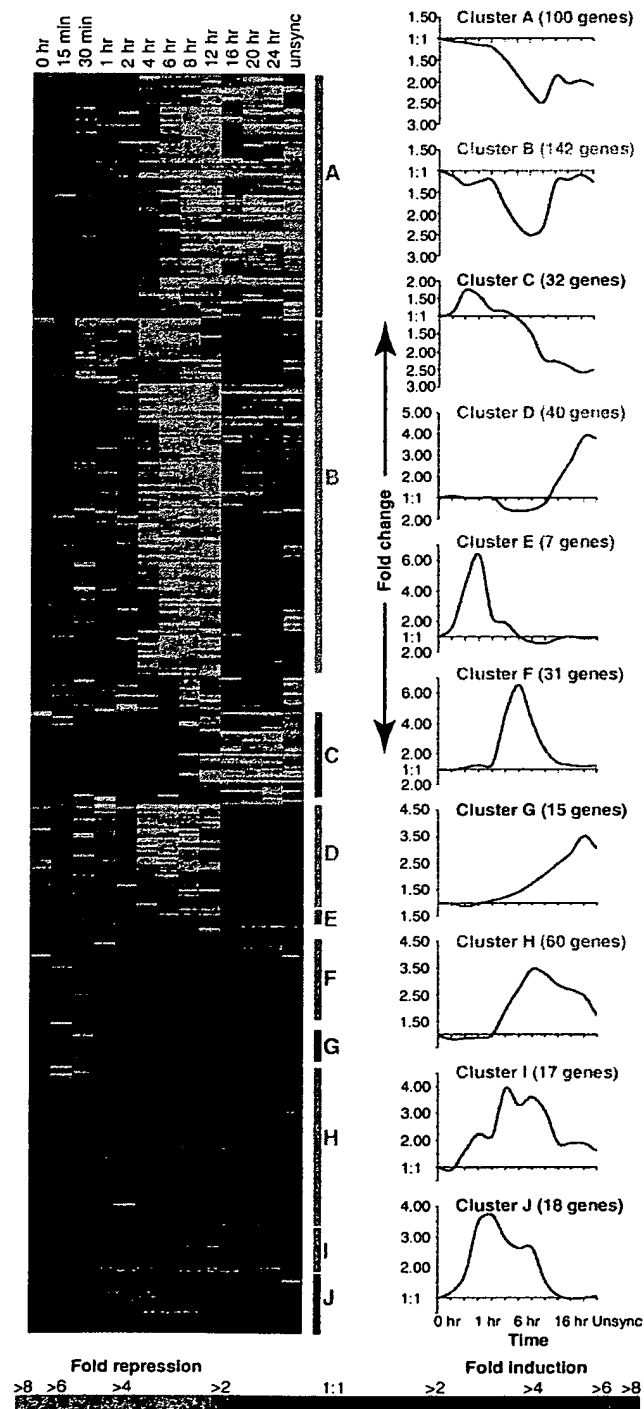 0 hr
15 min
30 min
1 hr
2 hr
4 hr
6 hr
8 hr
12 hr
16 hr
20 hr
24 hr
unsync
A
B
C
D
E
F
G
H
I
J
Fold change
Cluster A (100 genes)
1.50
1:1
1.50
2.00
2.50
3.00
Cluster B (142 genes)
1.50
1:1
1.50
2.00
2.50
3.00
Cluster C (32 genes)
2.00
1.50
1:1
1.50
2.00
2.50
3.00
Cluster D (40 genes)
5.00
4.00
3.00
2.00
1:1
2.00
Cluster E (7 genes)
6.00
4.00
2.00
1:1
2.00
Cluster F (31 genes)
6.00
4.00
2.00
1:1
Cluster G (15 genes)
4.50
3.50
2.50
1.50
1.50
Cluster H (60 genes)
4.50
3.50
2.50
1.50
Cluster I (17 genes)
4.00
3.00
2.00
1:1
Cluster J (18 genes)
4.00
3.00
2.00
1:1
0 hr 1 hr 6 hr 16 hr Unsync
Time
Fold repression Fold induction
>8 >6 >4 >2 1:1 >2 >4 >6 >8